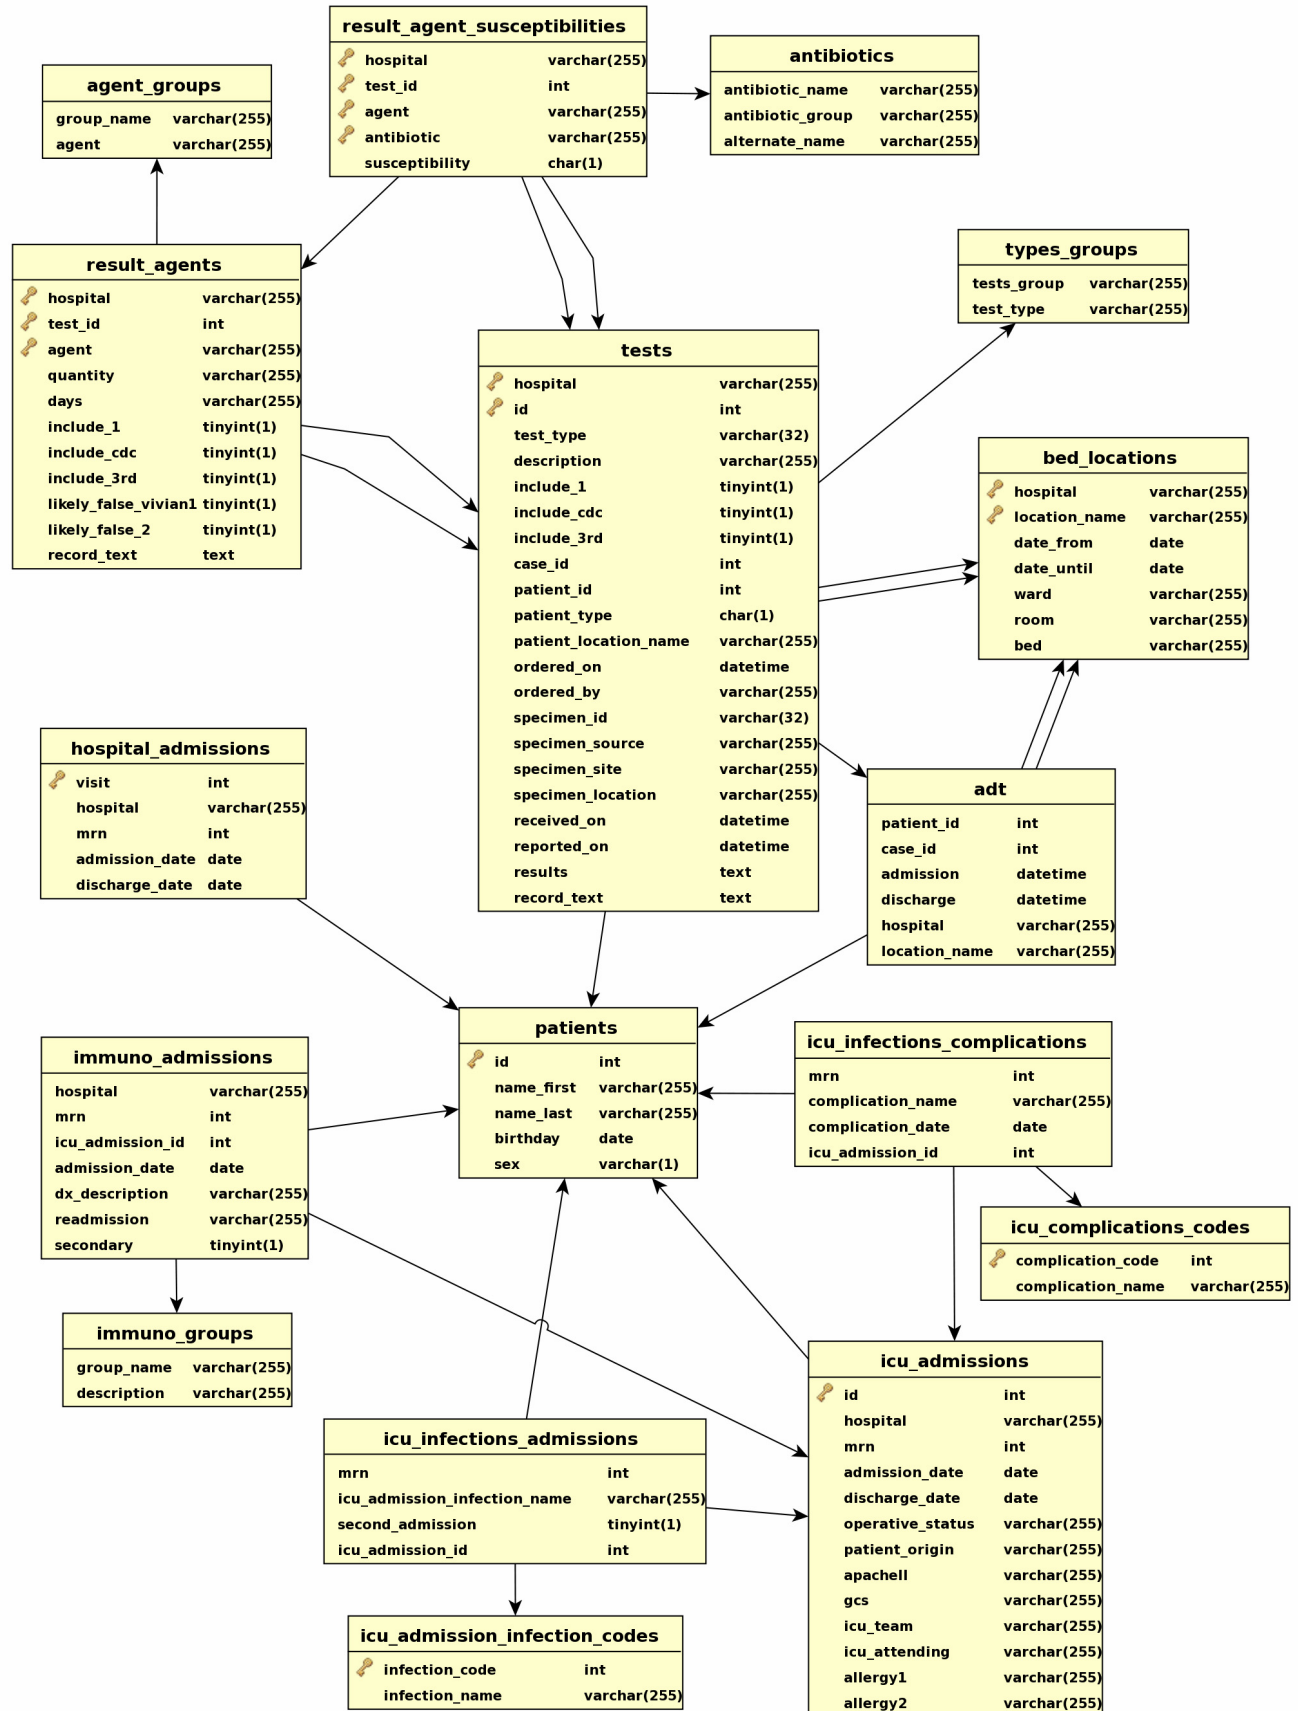 result_agent_susceptibilities
hospital varchar(255)
test_id int
agent varchar(255)
antibiotic varchar(255)
susceptibility char(1)
antibiotics
antibiotic_name varchar(255)
antibiotic_group varchar(255)
alternate_name varchar(255)
agent_groups
group_name varchar(255)
agent varchar(255)
result_agents
hospital varchar(255)
test_id int
agent varchar(255)
quantity varchar(255)
days varchar(255)
include_1 tinyint(1)
include_cdc tinyint(1)
include_3rd tinyint(1)
likely_false_vivian1 tinyint(1)
likely_false_2 tinyint(1)
record_text text
types_groups
tests_group varchar(255)
test_type varchar(255)
tests
hospital varchar(255)
id int
test_type varchar(32)
description varchar(255)
include_1 tinyint(1)
include_cdc tinyint(1)
include_3rd tinyint(1)
case_id int
patient_id int
patient_type char(1)
patient_location_name varchar(255)
ordered_on datetime
ordered_by varchar(255)
specimen_id varchar(32)
specimen_source varchar(255)
specimen_site varchar(255)
specimen_location varchar(255)
received_on datetime
reported_on datetime
results text
record_text text
bed_locations
hospital varchar(255)
location_name varchar(255)
date_from date
date_until date
ward varchar(255)
room varchar(255)
bed varchar(255)
hospital_admissions
visit int
hospital varchar(255)
mrn int
admission_date date
discharge_date date
adt
patient_id int
case_id int
admission datetime
discharge datetime
hospital varchar(255)
location_name varchar(255)
patients
id int
name_first varchar(255)
name_last varchar(255)
birthday date
sex varchar(1)
immuno_admissions
hospital varchar(255)
mrn int
icu_admission_id int
admission_date date
dx_description varchar(255)
readmission varchar(255)
secondary tinyint(1)
icu_infections_complications
mrn int
complication_name varchar(255)
complication_date date
icu_admission_id int
icu_complications_codes
complication_code int
complication_name varchar(255)
immuno_groups
group_name varchar(255)
description varchar(255)
icu_admissions
id int
hospital varchar(255)
mrn int
admission_date date
discharge_date date
operative_status varchar(255)
patient_origin varchar(255)
apacheII varchar(255)
gcs varchar(255)
icu_team varchar(255)
icu_attending varchar(255)
allergy1 varchar(255)
allergy2 varchar(255)
icu_infections_admissions
mrn int
icu_admission_infection_name varchar(255)
second_admission tinyint(1)
icu_admission_id int
icu_admission_infection_codes
infection_code int
infection_name varchar(255)